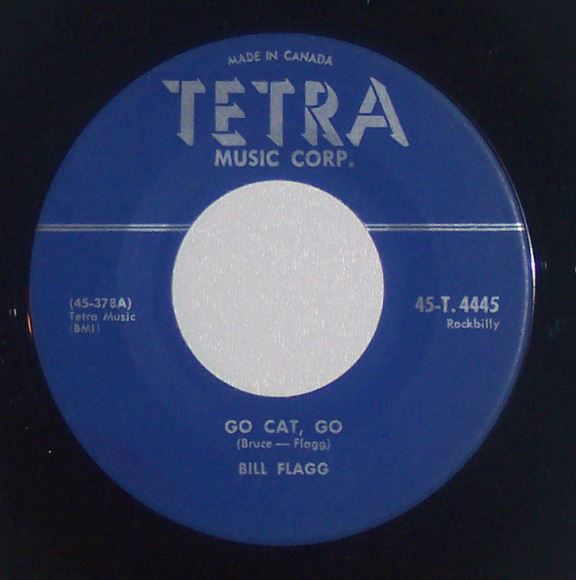 MADE IN CANADA
TETRA
MUSIC CORP.
(45-378A)
Tetra Music
(BMI)
45-T. 4445
Rockbilly
GO CAT, GO
(Bruce — Flagg)
BILL FLAGG